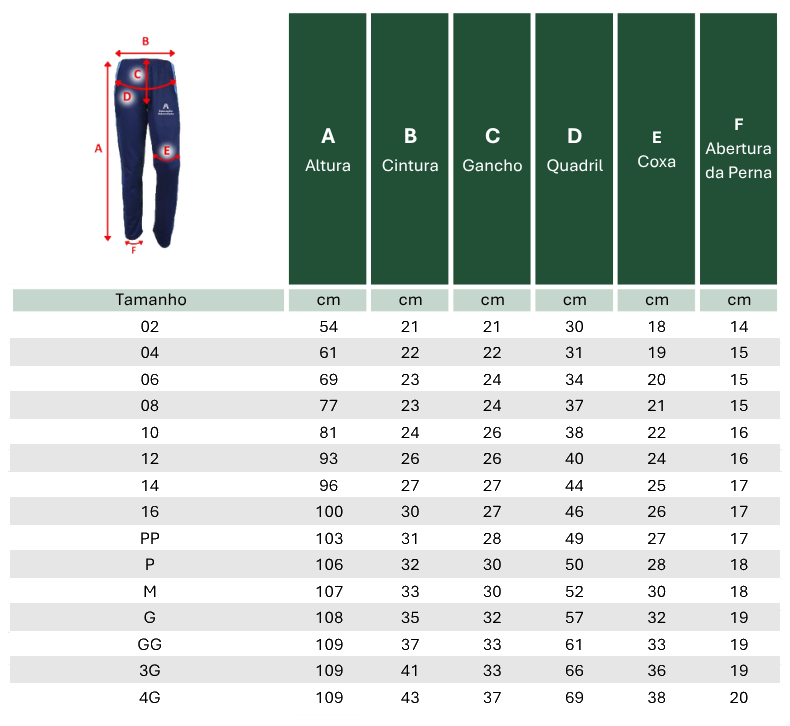 B
C
D
A
E
F
A
Altura
B
Cintura
C
Gancho
D
Quadril
E
Coxa
F
Abertura
da Perna
Tamanho cm cm cm cm cm cm
02 54 21 21 30 18 14
04 61 22 22 31 19 15
06 69 23 24 34 20 15
08 77 23 24 37 21 15
10 81 24 26 38 22 16
12 93 26 26 40 24 16
14 96 27 27 44 25 17
16 100 30 27 46 26 17
PP 103 31 28 49 27 17
P 106 32 30 50 28 18
M 107 33 30 52 30 18
G 108 35 32 57 32 19
GG 109 37 33 61 33 19
3G 109 41 33 66 36 19
4G 109 43 37 69 38 20